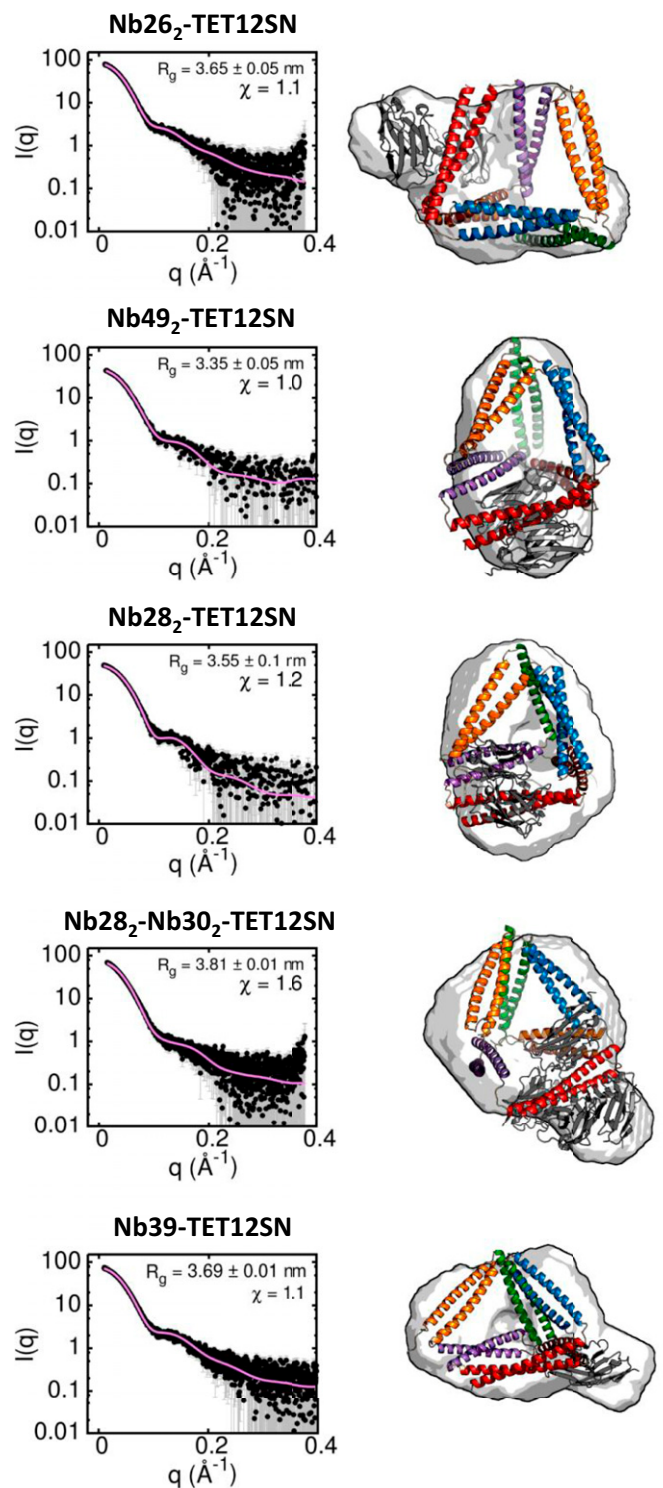 Nb26₂-TET12SN
100
10
1
0.1
0.01
I(q)
Rg = 3.65 ± 0.05 nm
χ = 1.1
0
0.2
0.4
q (Å⁻¹)
Nb49₂-TET12SN
100
10
1
0.1
0.01
I(q)
Rg = 3.35 ± 0.05 nm
χ = 1.0
0
0.2
0.4
q (Å⁻¹)
Nb28₂-TET12SN
100
10
1
0.1
0.01
I(q)
Rg = 3.55 ± 0.1 rm
χ = 1.2
0
0.2
0.4
q (Å⁻¹)
Nb28₂-Nb30₂-TET12SN
100
10
1
0.1
0.01
I(q)
Rg = 3.81 ± 0.01 nm
χ = 1.6
0
0.2
0.4
q (Å⁻¹)
Nb39-TET12SN
100
10
1
0.1
0.01
I(q)
Rg = 3.69 ± 0.01 nm
χ = 1.1
0
0.2
0.4
q (Å⁻¹)